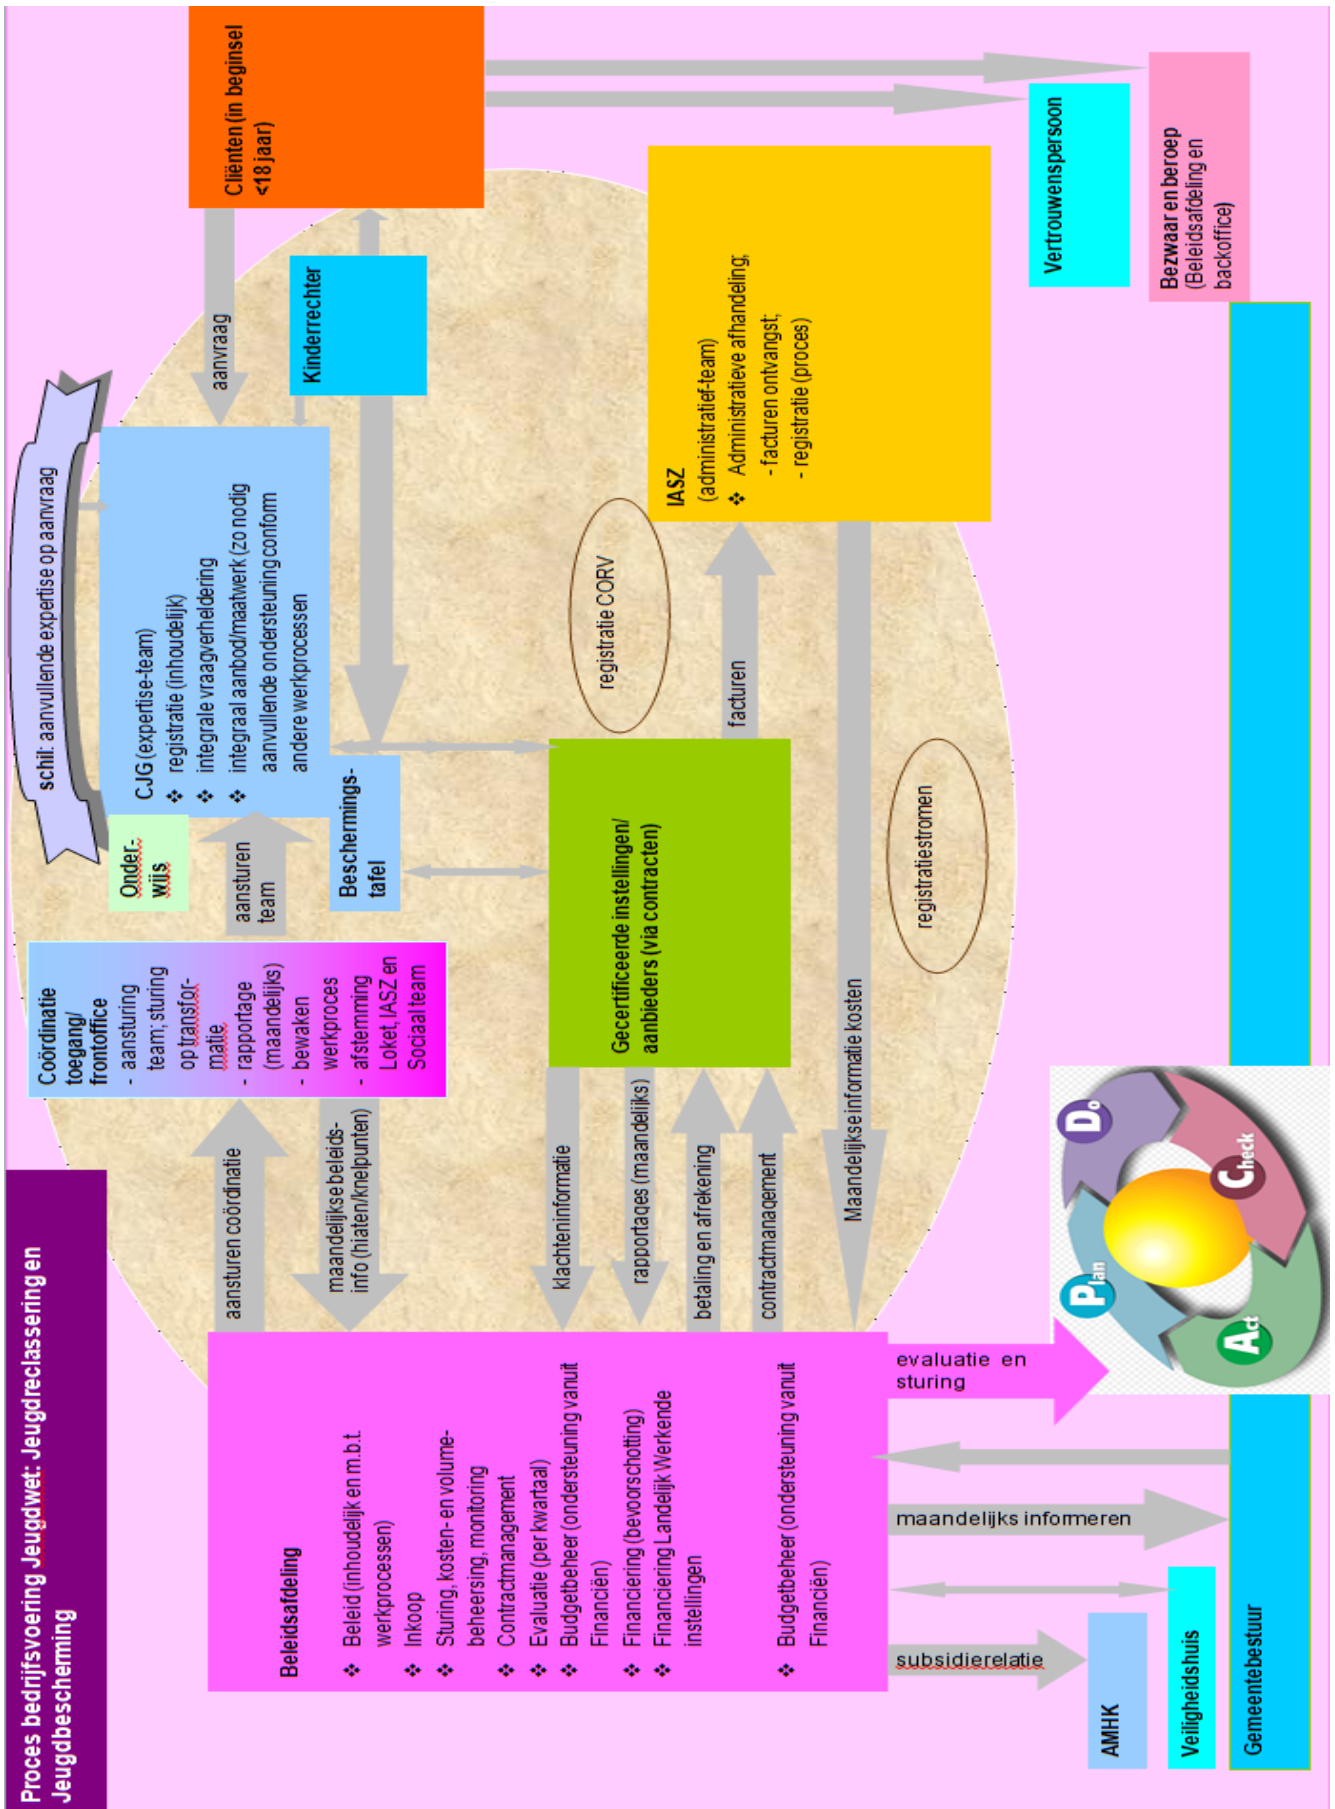 Proces bedrijfsvoering Jeugdwet: Jeugdreclassering en
Jeugdbescherming
schil: aanvullende expertise op aanvraag
Coördinatie
toegang/
frontoffice
- aansturing
team; sturing
op transfor-
matie
- rapportage
(maandelijks)
- bewaken
werkproces
- afstemming
Loket, IASZ en
Sociaal team
Onder-
wijs
aansturen
team
CJG (expertise-team)
❖ registratie (inhoudelijk)
❖ integrale vraagverheldering
❖ integraal aanbod/maatwerk (zo nodig
aanvullende ondersteuning conform
andere werkprocessen
aanvraag
Cliënten (in beginsel
<18 jaar)
Kinderrechter
Beschermings-
tafel
aansturen coördinatie
maandelijkse beleids-
info (hiaten/knelpunten)
Beleidsafdeling
❖ Beleid (inhoudelijk en m.b.t.
werkprocessen)
❖ Inkoop
❖ Sturing, kosten- en volume-
beheersing, monitoring
❖ Contractmanagement
❖ Evaluatie (per kwartaal)
❖ Budgetbeheer (ondersteuning vanuit
Financiën)
❖ Financiering (bevoorschotting)
❖ Financiering Landelijk Werkende
instellingen
❖ Budgetbeheer (ondersteuning vanuit
Financiën)
klachteninformatie
rapportages (maandelijks)
betaling en afrekening
contractmanagement
Maandelijkse informatie kosten
Gecertificeerde instellingen/
aanbieders (via contracten)
registratie CORV
facturen
registratiestromen
IASZ
(administratief-team)
❖ Administratieve afhandeling;
- facturen ontvangst;
- registratie (proces)
Vertrouwenspersoon
Bezwaar en beroep
(Beleidsafdeling en
backoffice)
subsidierelatie
maandelijks informeren
evaluatie en
sturing
AMHK
Veiligheidshuis
Gemeentebestuur
Plan
Do
Check
Act